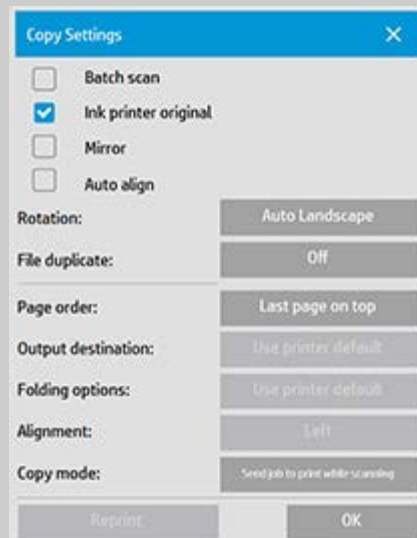 Copy Settings
Batch scan
Ink printer original
Mirror
Auto align
Rotation: Auto Landscape
File duplicate: Off
Page order: Last page on top
Output destination: Use printer default
Folding options: Use printer default
Alignment: Left
Copy mode: Send job to print while scanning
Reprint OK